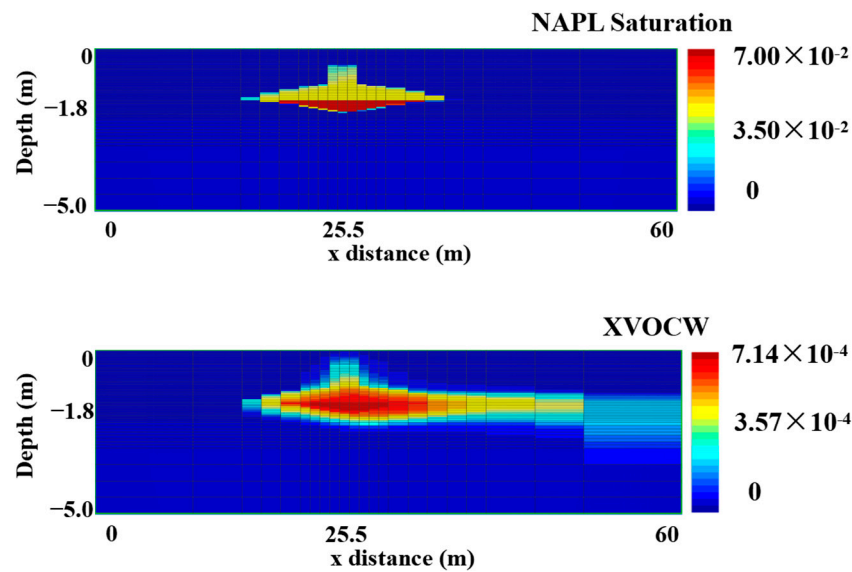 NAPL Saturation
0
−1.8
−5.0
Depth (m)
0 25.5 60
x distance (m)
7.00×10⁻²
3.50×10⁻²
0
XVOCW
0
−1.8
−5.0
Depth (m)
0 25.5 60
x distance (m)
7.14×10⁻⁴
3.57×10⁻⁴
0